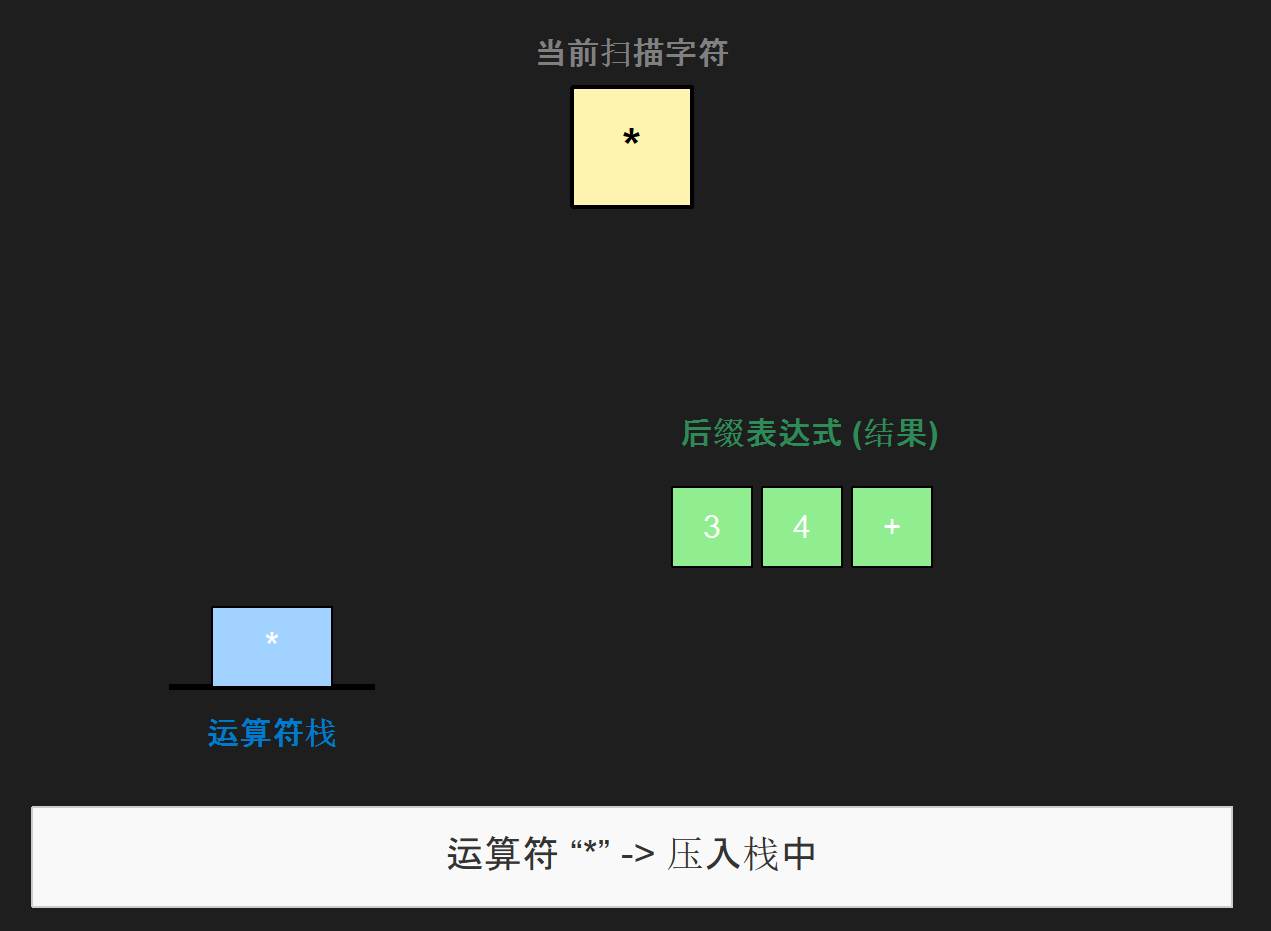 当前扫描字符
*
后缀表达式 (结果)
3 4 +
*
运算符栈
运算符 “*” -> 压入栈中